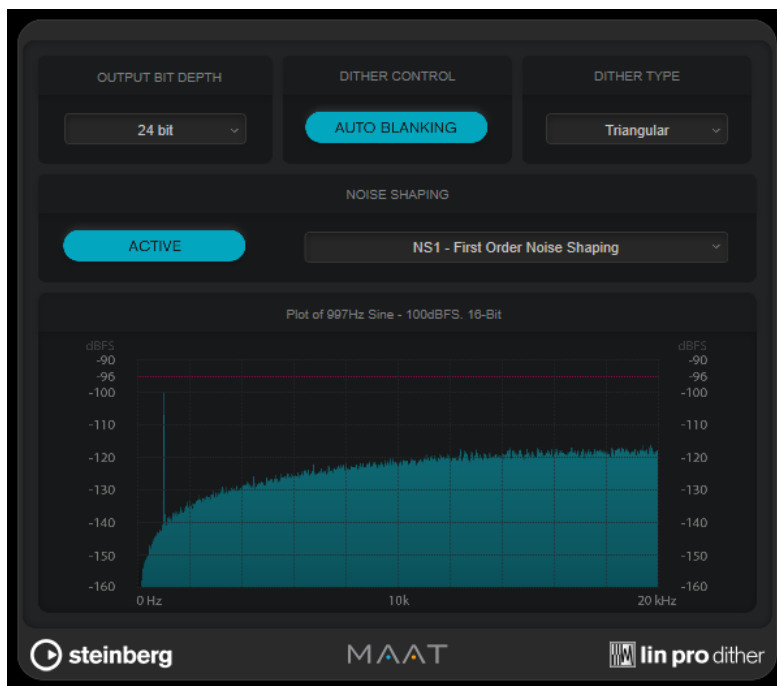 OUTPUT BIT DEPTH
DITHER CONTROL
DITHER TYPE
24 bit
AUTO BLANKING
Triangular
NOISE SHAPING
ACTIVE
NS1 - First Order Noise Shaping
Plot of 997Hz Sine - 100dBFS. 16-Bit
dBFS dBFS
-90 -90
-96 -96
-100 -100
-110 -110
-120 -120
-130 -130
-140 -140
-150 -150
-160 -160
0 Hz 10k 20 kHz
steinberg MAAT lin pro dither